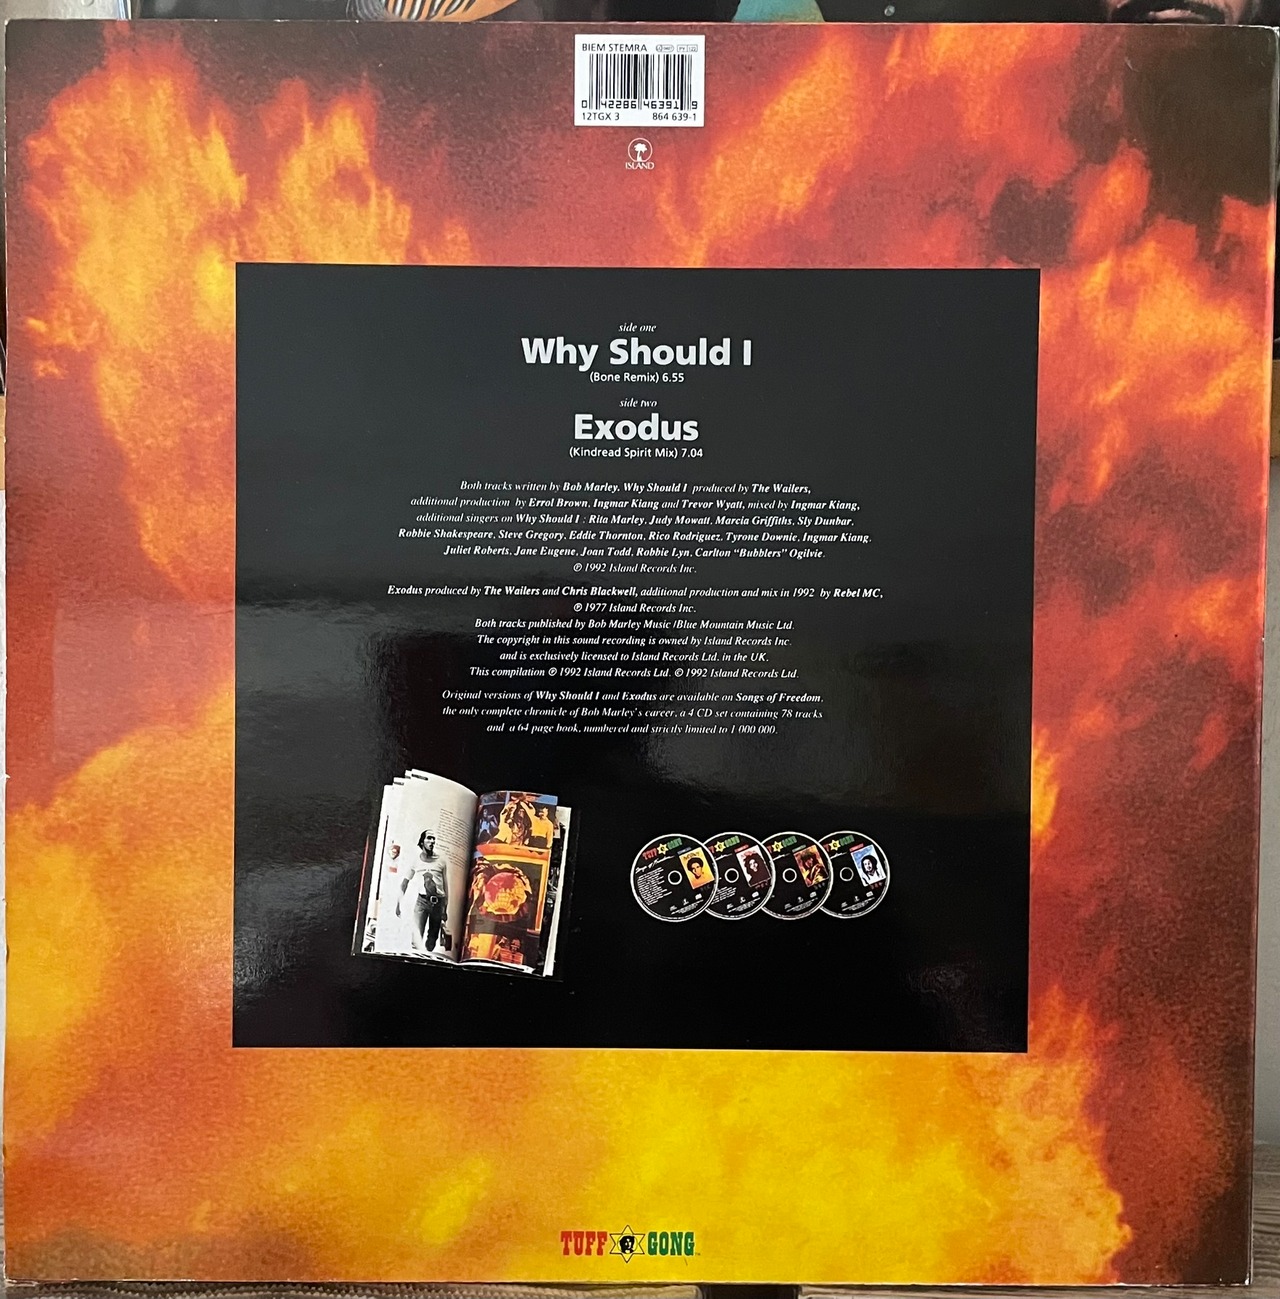 BIEM STEMRA
0 42286 46391 9
12TGX 3 864 639-1
ISLAND
side one
Why Should I
(Bone Remix) 6.55
side two
Exodus
(Kindread Spirit Mix) 7.04
Both tracks written by Bob Marley, Why Should I produced by The Wailers,
additional production by Errol Brown, Ingmar Kiang and Trevor Wyatt, mixed by Ingmar Kiang,
additional singers on Why Should I : Rita Marley, Judy Mowatt, Marcia Griffiths, Sly Dunbar,
Robbie Shakespeare, Steve Gregory, Eddie Thornton, Rico Rodriguez, Tyrone Downie, Ingmar Kiang,
Juliet Roberts, Jane Eugene, Joan Todd, Robbie Lyn, Carlton "Bubblers" Ogilvie.
℗ 1992 Island Records Inc.
Exodus produced by The Wailers and Chris Blackwell, additional production and mix in 1992 by Rebel MC,
℗ 1977 Island Records Inc.
Both tracks published by Bob Marley Music /Blue Mountain Music Ltd.
The copyright in this sound recording is owned by Island Records Inc.
and is exclusively licensed to Island Records Ltd. in the UK.
This compilation ℗ 1992 Island Records Ltd. © 1992 Island Records Ltd.
Original versions of Why Should I and Exodus are available on Songs of Freedom,
the only complete chronicle of Bob Marley's career, a 4 CD set containing 78 tracks
and a 64 page book, numbered and strictly limited to 1 000 000.
TUFF GONG
Songs of Freedom
TUFF GONG